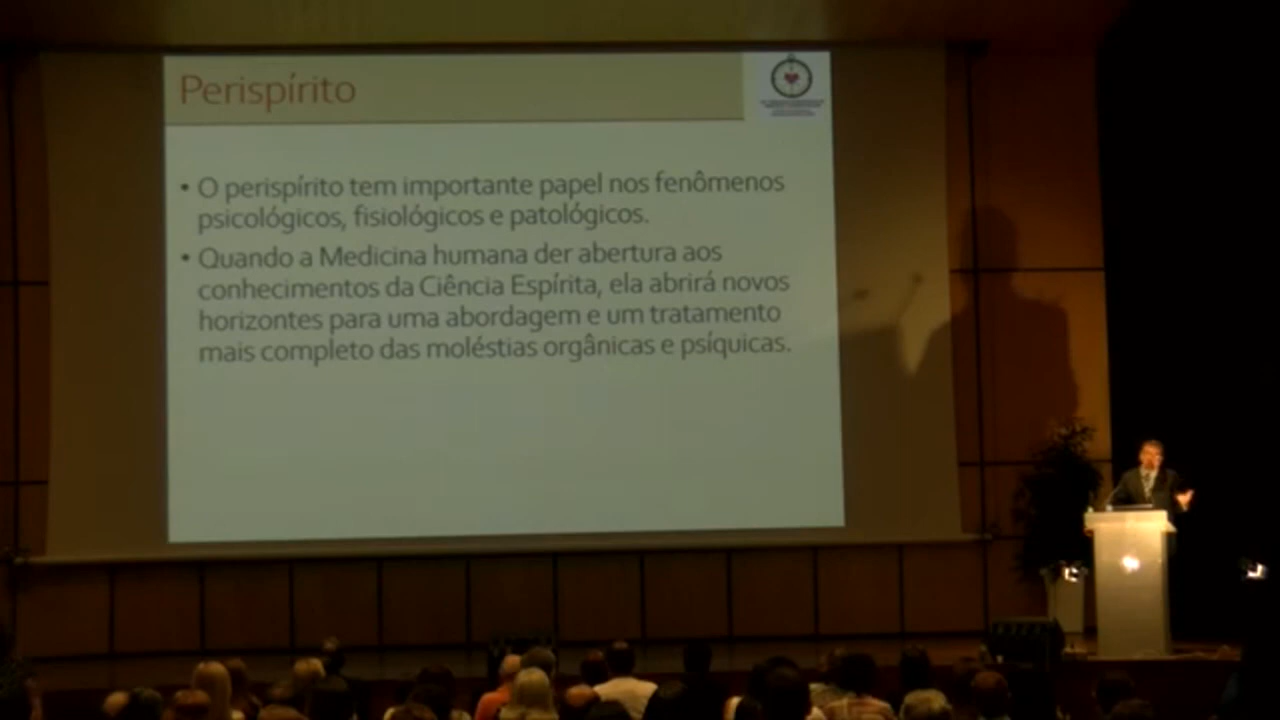 Perispírito
• O perispírito tem importante papel nos fenômenos
psicológicos, fisiológicos e patológicos.
• Quando a Medicina humana der abertura aos
conhecimentos da Ciência Espírita, ela abrirá novos
horizontes para uma abordagem e um tratamento
mais completo das moléstias orgânicas e psíquicas.